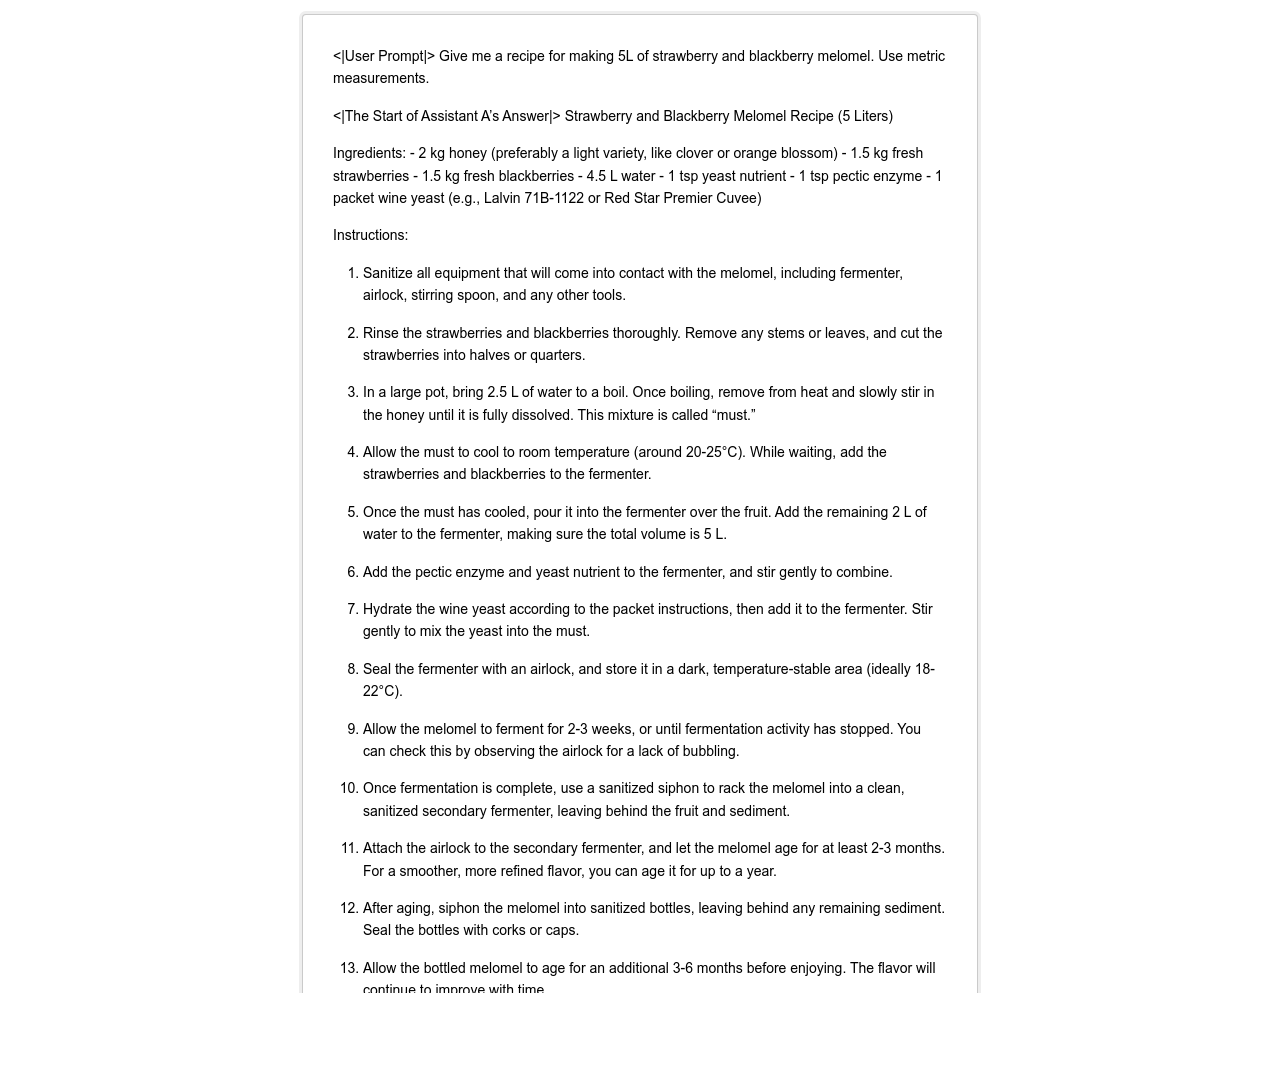 <|User Prompt|> Give me a recipe for making 5L of strawberry and blackberry melomel. Use metric
measurements.
<|The Start of Assistant A’s Answer|> Strawberry and Blackberry Melomel Recipe (5 Liters)
Ingredients: - 2 kg honey (preferably a light variety, like clover or orange blossom) - 1.5 kg fresh
strawberries - 1.5 kg fresh blackberries - 4.5 L water - 1 tsp yeast nutrient - 1 tsp pectic enzyme - 1
packet wine yeast (e.g., Lalvin 71B-1122 or Red Star Premier Cuvee)
Instructions:
1. Sanitize all equipment that will come into contact with the melomel, including fermenter,
airlock, stirring spoon, and any other tools.
2. Rinse the strawberries and blackberries thoroughly. Remove any stems or leaves, and cut the
strawberries into halves or quarters.
3. In a large pot, bring 2.5 L of water to a boil. Once boiling, remove from heat and slowly stir in
the honey until it is fully dissolved. This mixture is called “must.”
4. Allow the must to cool to room temperature (around 20-25°C). While waiting, add the
strawberries and blackberries to the fermenter.
5. Once the must has cooled, pour it into the fermenter over the fruit. Add the remaining 2 L of
water to the fermenter, making sure the total volume is 5 L.
6. Add the pectic enzyme and yeast nutrient to the fermenter, and stir gently to combine.
7. Hydrate the wine yeast according to the packet instructions, then add it to the fermenter. Stir
gently to mix the yeast into the must.
8. Seal the fermenter with an airlock, and store it in a dark, temperature-stable area (ideally 18-
22°C).
9. Allow the melomel to ferment for 2-3 weeks, or until fermentation activity has stopped. You
can check this by observing the airlock for a lack of bubbling.
10. Once fermentation is complete, use a sanitized siphon to rack the melomel into a clean,
sanitized secondary fermenter, leaving behind the fruit and sediment.
11. Attach the airlock to the secondary fermenter, and let the melomel age for at least 2-3 months.
For a smoother, more refined flavor, you can age it for up to a year.
12. After aging, siphon the melomel into sanitized bottles, leaving behind any remaining sediment.
Seal the bottles with corks or caps.
13. Allow the bottled melomel to age for an additional 3-6 months before enjoying. The flavor will
continue to improve with time.